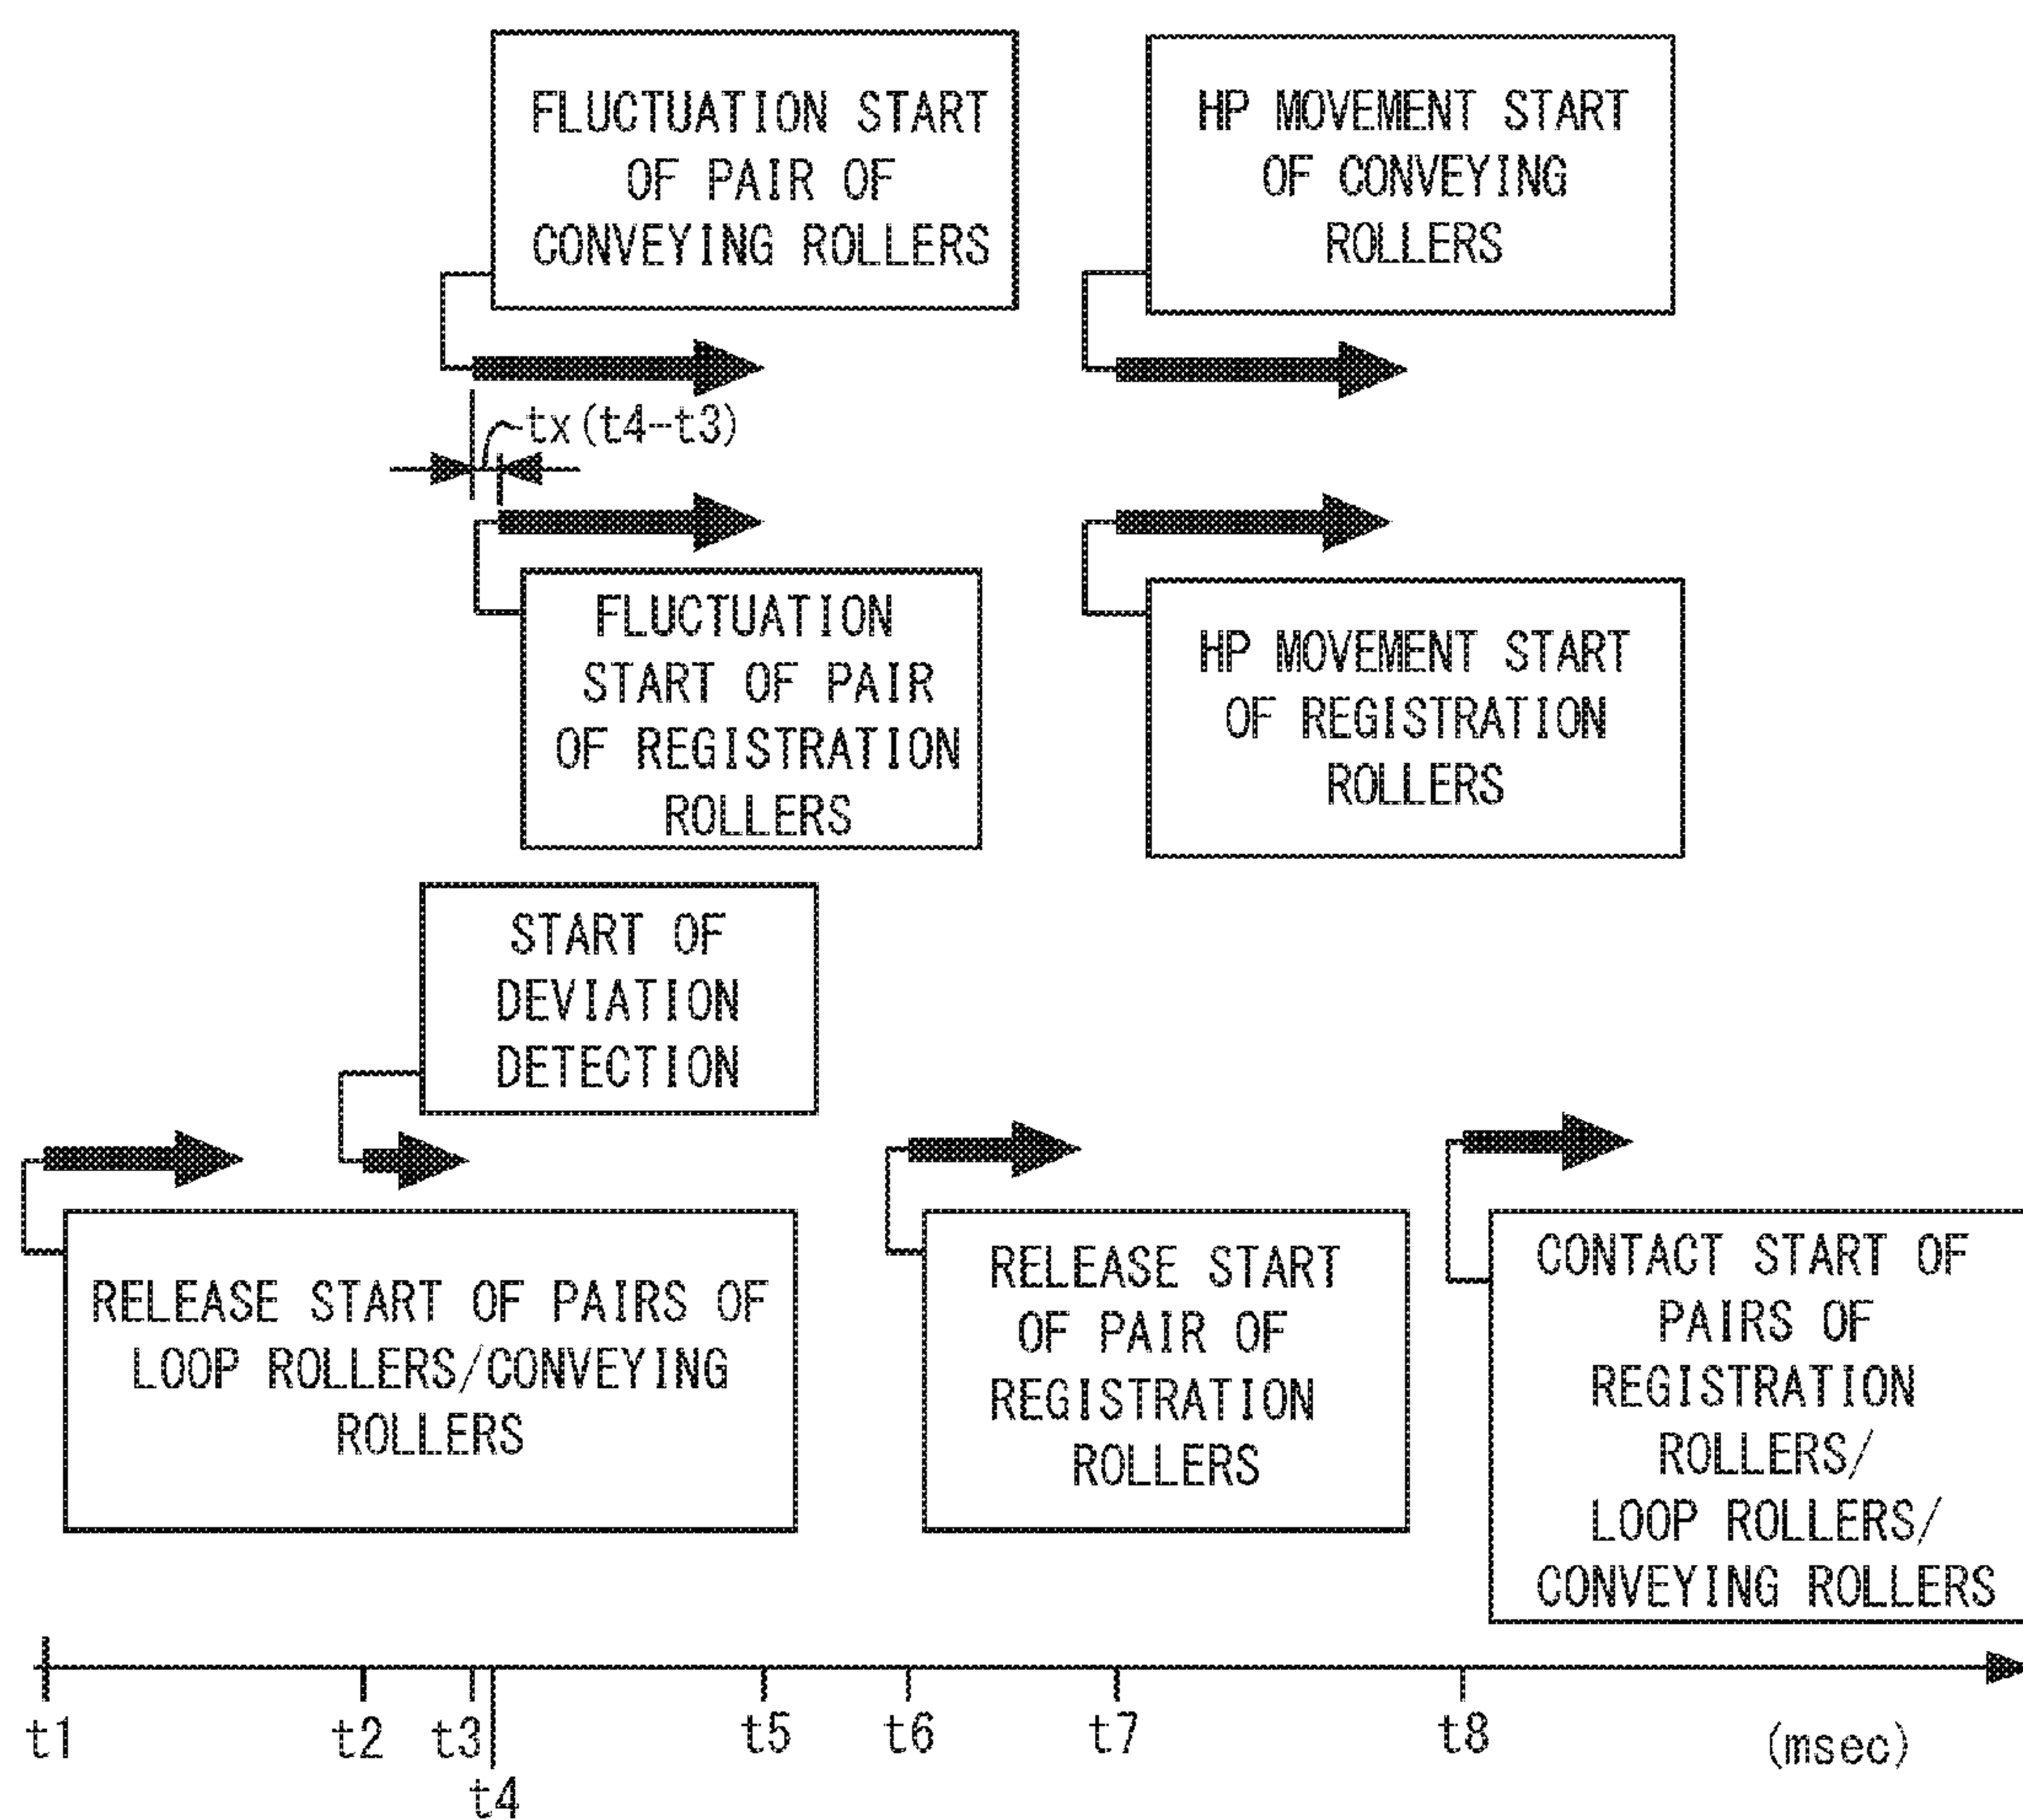 FLUCTUATION START
OF PAIR OF
CONVEYING ROLLERS
HP MOVEMENT START
OF CONVEYING
ROLLERS
tx(t4-t3)
FLUCTUATION
START OF PAIR
OF REGISTRATION
ROLLERS
HP MOVEMENT START
OF REGISTRATION
ROLLERS
START OF
DEVIATION
DETECTION
RELEASE START OF PAIRS OF
LOOP ROLLERS/CONVEYING
ROLLERS
RELEASE START
OF PAIR OF
REGISTRATION
ROLLERS
CONTACT START OF
PAIRS OF
REGISTRATION
ROLLERS/
LOOP ROLLERS/
CONVEYING ROLLERS
t1 t2 t3 t5 t6 t7 t8 (msec)
t4